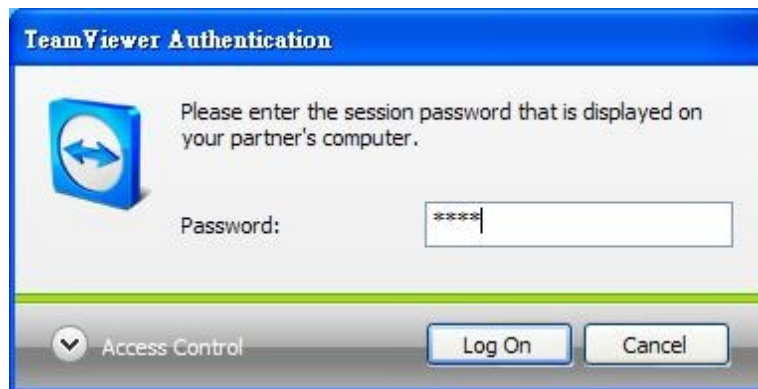 TeamViewer Authentication
Please enter the session password that is displayed on
your partner's computer.
Password:
****
Access Control
Log On
Cancel